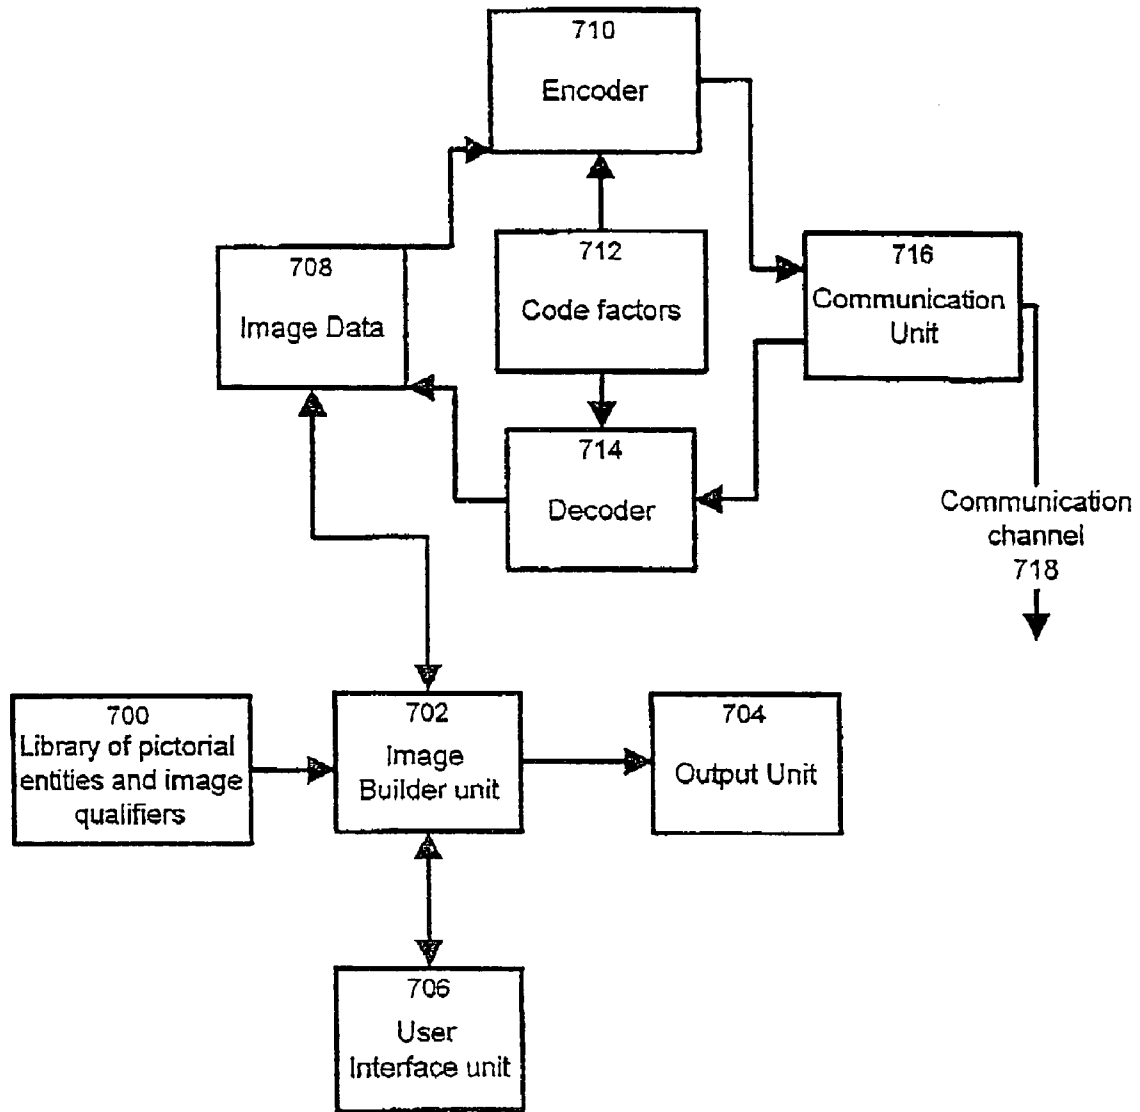 710
Encoder
708
Image Data
712
Code factors
716
Communication
Unit
714
Decoder
Communication
channel
718
700
Library of pictorial
entities and image
qualifiers
702
Image
Builder unit
704
Output Unit
706
User
Interface unit